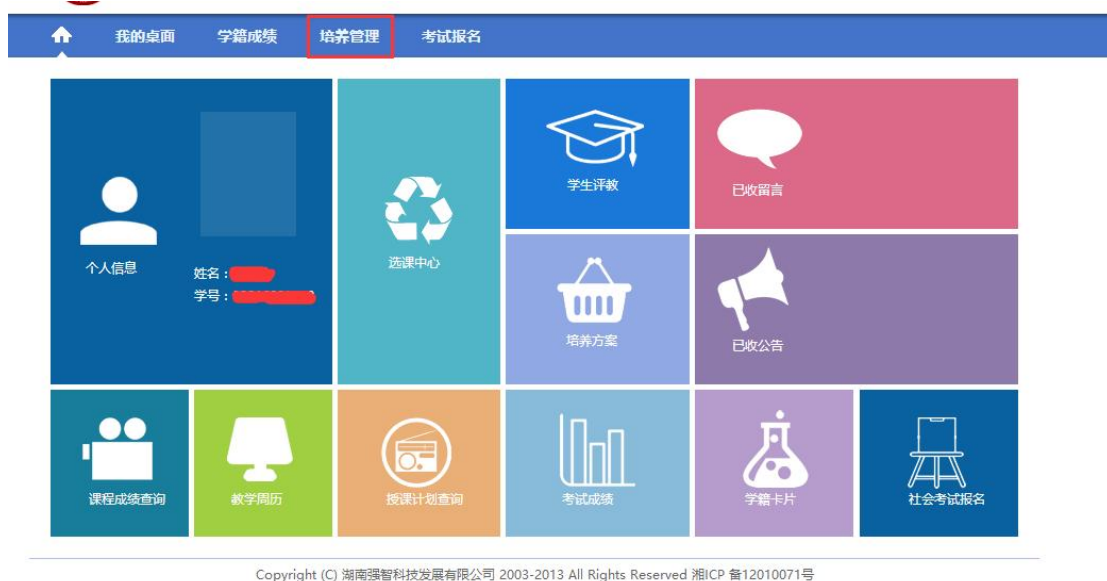 我的桌面 学籍成绩 培养管理 考试报名
个人信息
姓名：
学号：
选课中心
学生评教
已收留言
培养方案
已收公告
课程成绩查询
教学周历
授课计划查询
考试成绩
学籍卡片
社会考试报名
Copyright (C) 湖南强智科技发展有限公司 2003-2013 All Rights Reserved 湘ICP 备12010071号